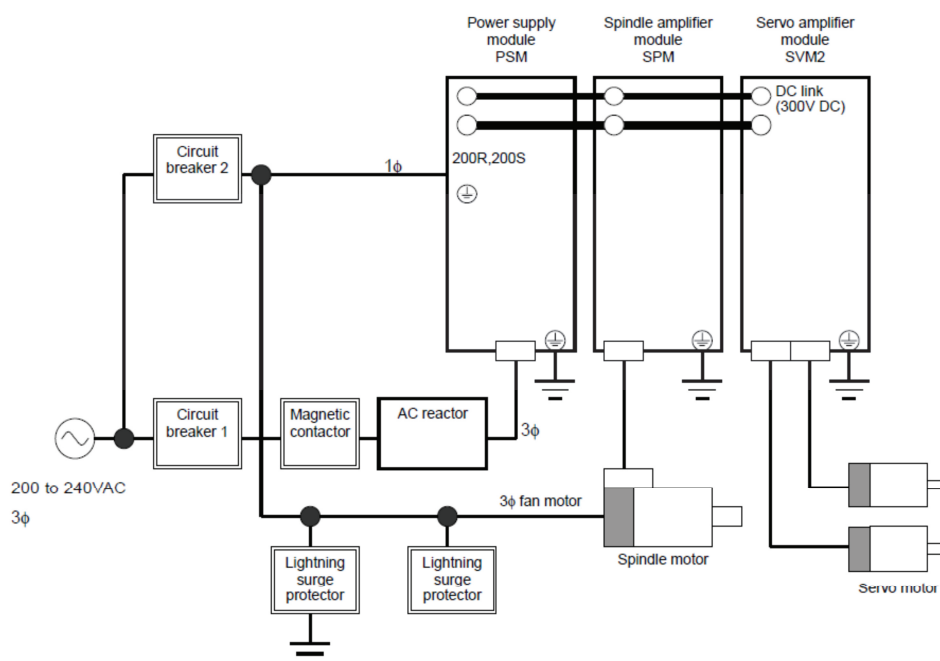 Power supply
module
PSM
Spindle amplifier
module
SPM
Servo amplifier
module
SVM2
DC link
(300V DC)
Circuit
breaker 2
1ϕ
200R,200S
Circuit
breaker 1
Magnetic
contactor
AC reactor
3ϕ
200 to 240VAC
3ϕ
3ϕ fan motor
Lightning
surge
protector
Lightning
surge
protector
Spindle motor
Servo motor